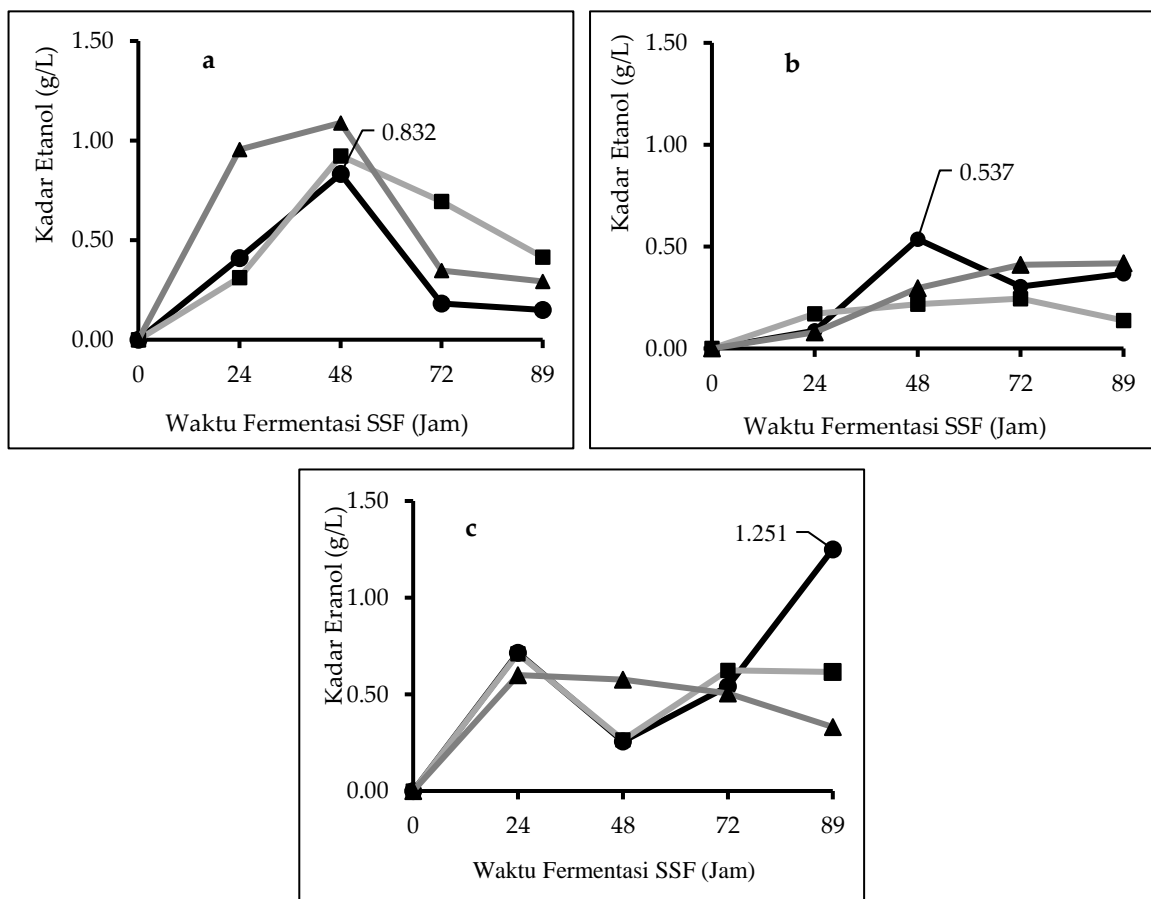 a
Kadar Etanol (g/L)
1.50
1.00
0.50
0.00
0.832
0 24 48 72 89
Waktu Fermentasi SSF (Jam)
b
Kadar Etanol (g/L)
1.50
1.00
0.50
0.00
0.537
0 24 48 72 89
Waktu Fermentasi SSF (Jam)
c
Kadar Eranol (g/L)
1.50
1.00
0.50
0.00
1.251
0 24 48 72 89
Waktu Fermentasi SSF (Jam)